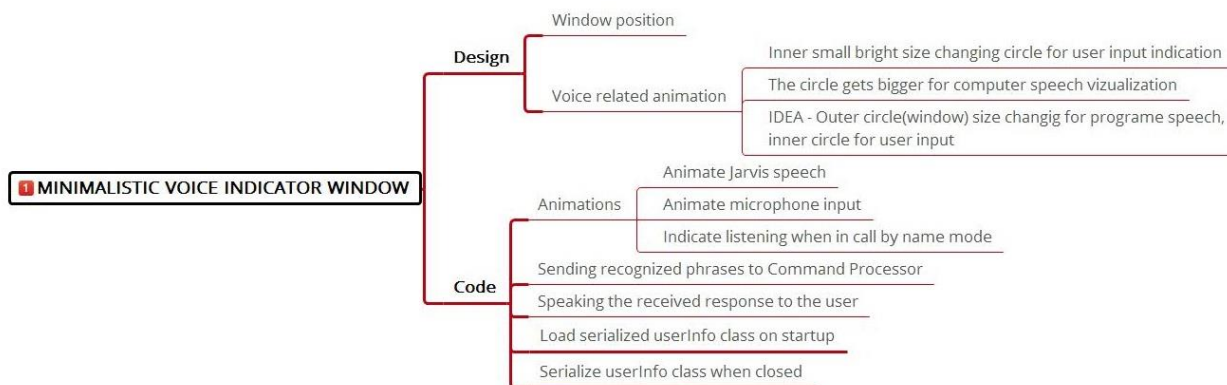 1 MINIMALISTIC VOICE INDICATOR WINDOW
Design
Window position
Voice related animation
Inner small bright size changing circle for user input indication
The circle gets bigger for computer speech vizualization
IDEA - Outer circle(window) size changig for programe speech,
inner circle for user input
Code
Animations
Animate Jarvis speech
Animate microphone input
Indicate listening when in call by name mode
Sending recognized phrases to Command Processor
Speaking the received response to the user
Load serialized userInfo class on startup
Serialize userInfo class when closed